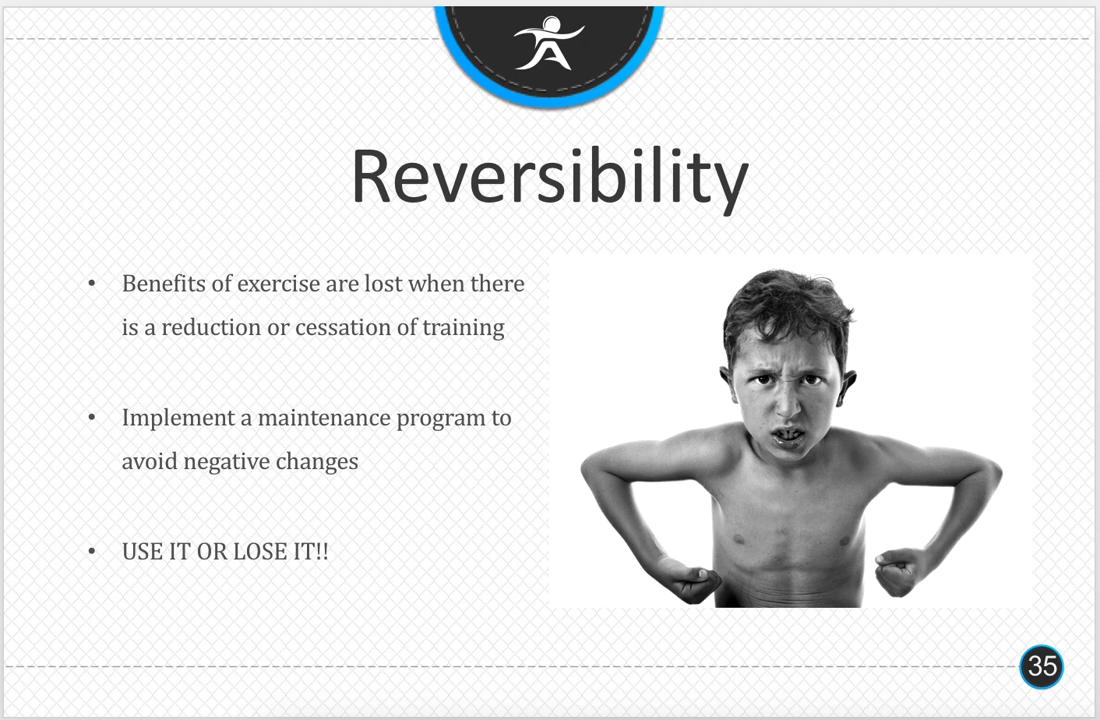 Reversibility
• Benefits of exercise are lost when there
is a reduction or cessation of training
• Implement a maintenance program to
avoid negative changes
• USE IT OR LOSE IT!!
35